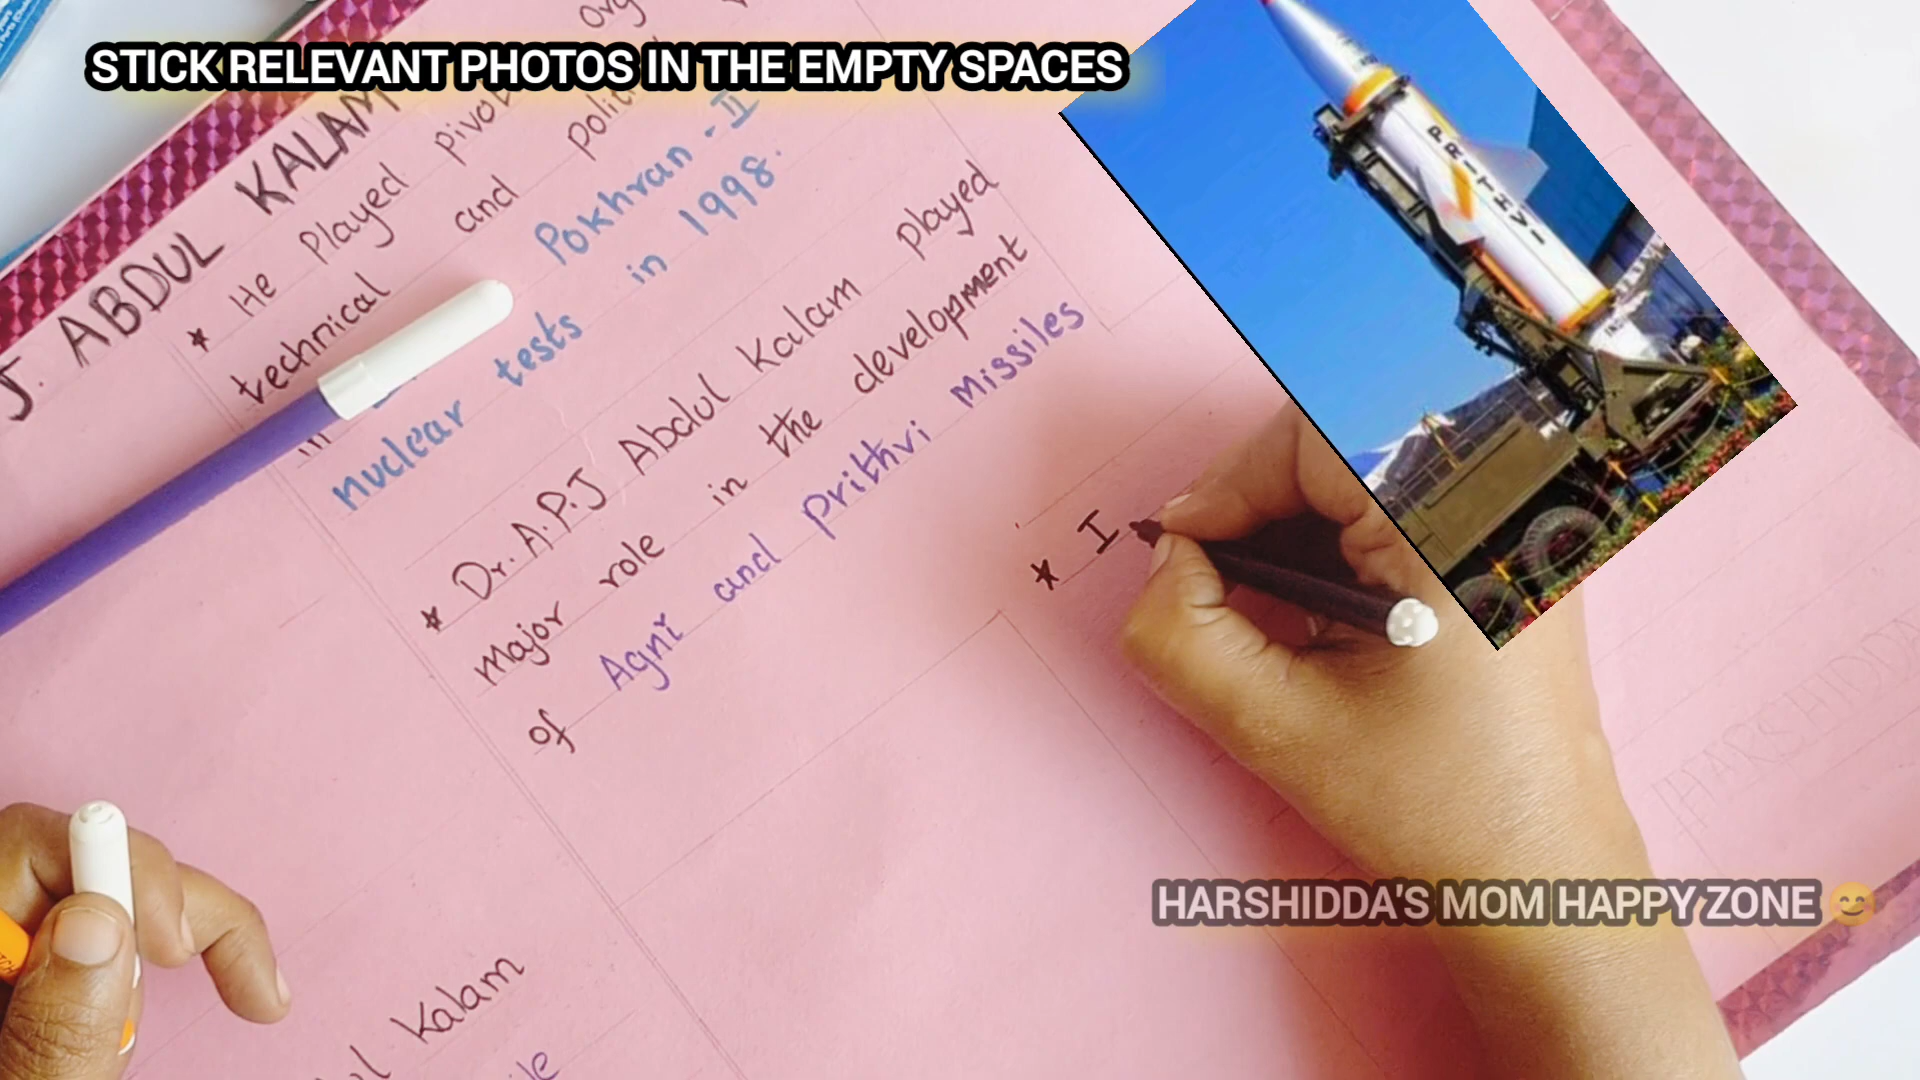 STICK RELEVANT PHOTOS IN THE EMPTY SPACES
J. ABDUL KALAM
* He Played
technical and
Pokhran - II
nuclear tests in 1998.
* Dr. A.P.J Abdul Kalam played
major role in the development
of Agni and prithvi Missiles
* I
PRITHVI
Kalam
HARSHIDDA
HARSHIDDA'S MOM HAPPY ZONE 😊